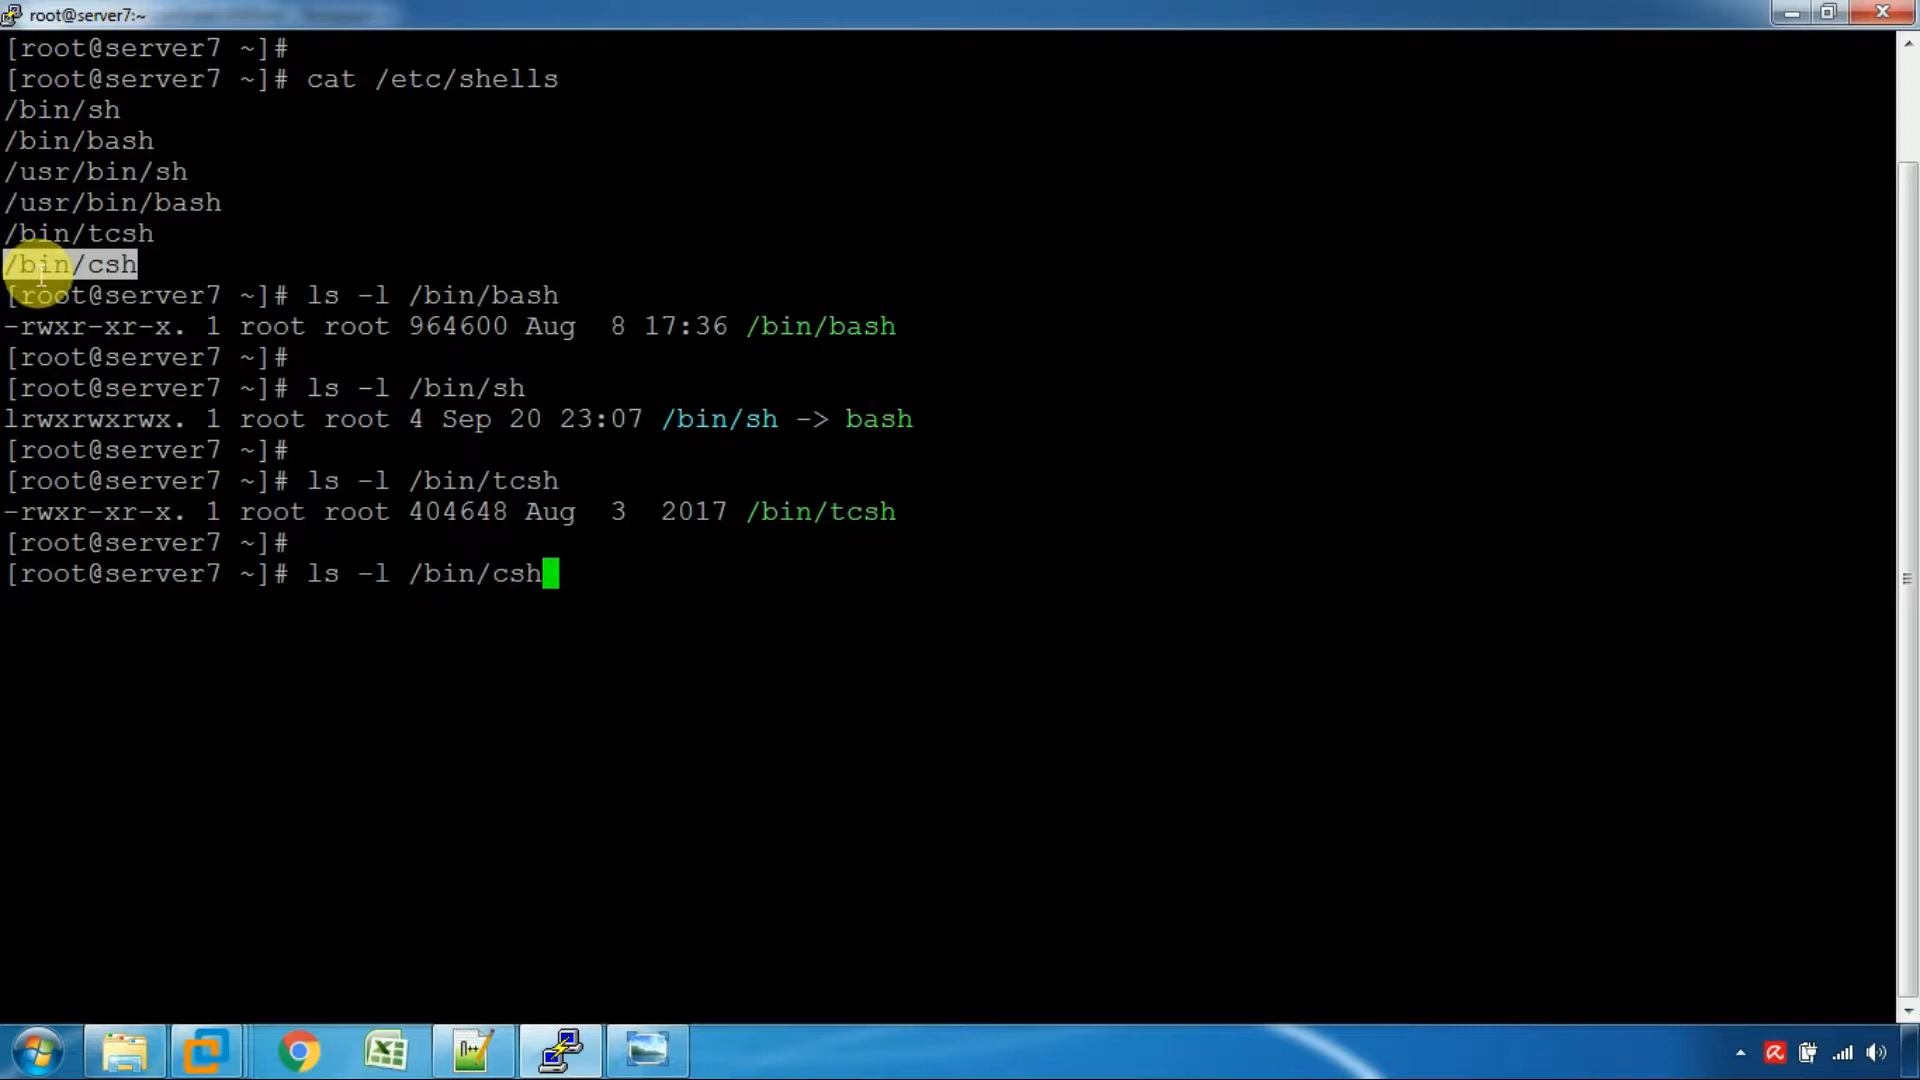 root@server7:~
[root@server7 ~]#
[root@server7 ~]# cat /etc/shells
/bin/sh
/bin/bash
/usr/bin/sh
/usr/bin/bash
/bin/tcsh
/bin/csh
[root@server7 ~]# ls -l /bin/bash
-rwxr-xr-x. 1 root root 964600 Aug  8 17:36 /bin/bash
[root@server7 ~]#
[root@server7 ~]# ls -l /bin/sh
lrwxrwxrwx. 1 root root 4 Sep 20 23:07 /bin/sh -> bash
[root@server7 ~]#
[root@server7 ~]# ls -l /bin/tcsh
-rwxr-xr-x. 1 root root 404648 Aug  3  2017 /bin/tcsh
[root@server7 ~]#
[root@server7 ~]# ls -l /bin/csh